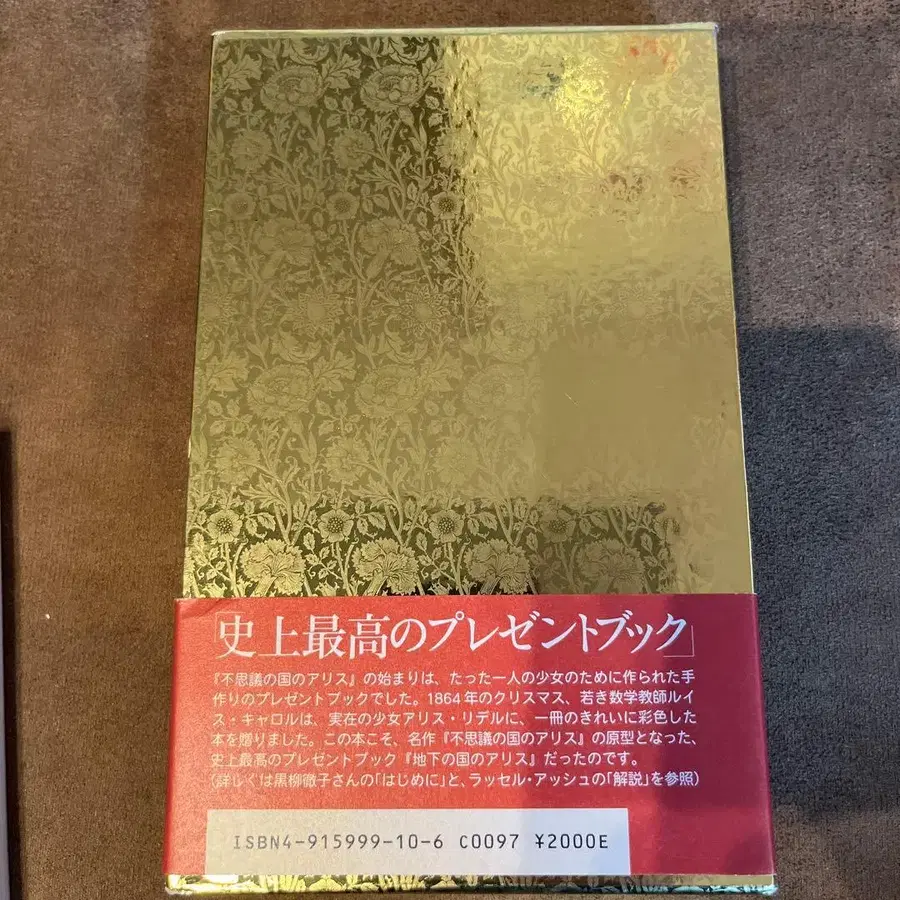 「史上最高のプレゼントブック」
『不思議の国のアリス』の始まりは、たった一人の少女のために作られた手
作りのプレゼントブックでした。1864年のクリスマス、若き数学教師ルイ
ス・キャロルは、実在の少女アリス・リデルに、一冊のきれいに彩色した
本を贈りました。この本こそ、名作『不思議の国のアリス』の原型となった、
史上最高のプレゼントブック『地下の国のアリス』だったのです。
(詳しくは黒柳徹子さんの「はじめに」と、ラッセル・アッシュの「解説」を参照)
ISBN4-915999-10-6 C0097 ¥2000E